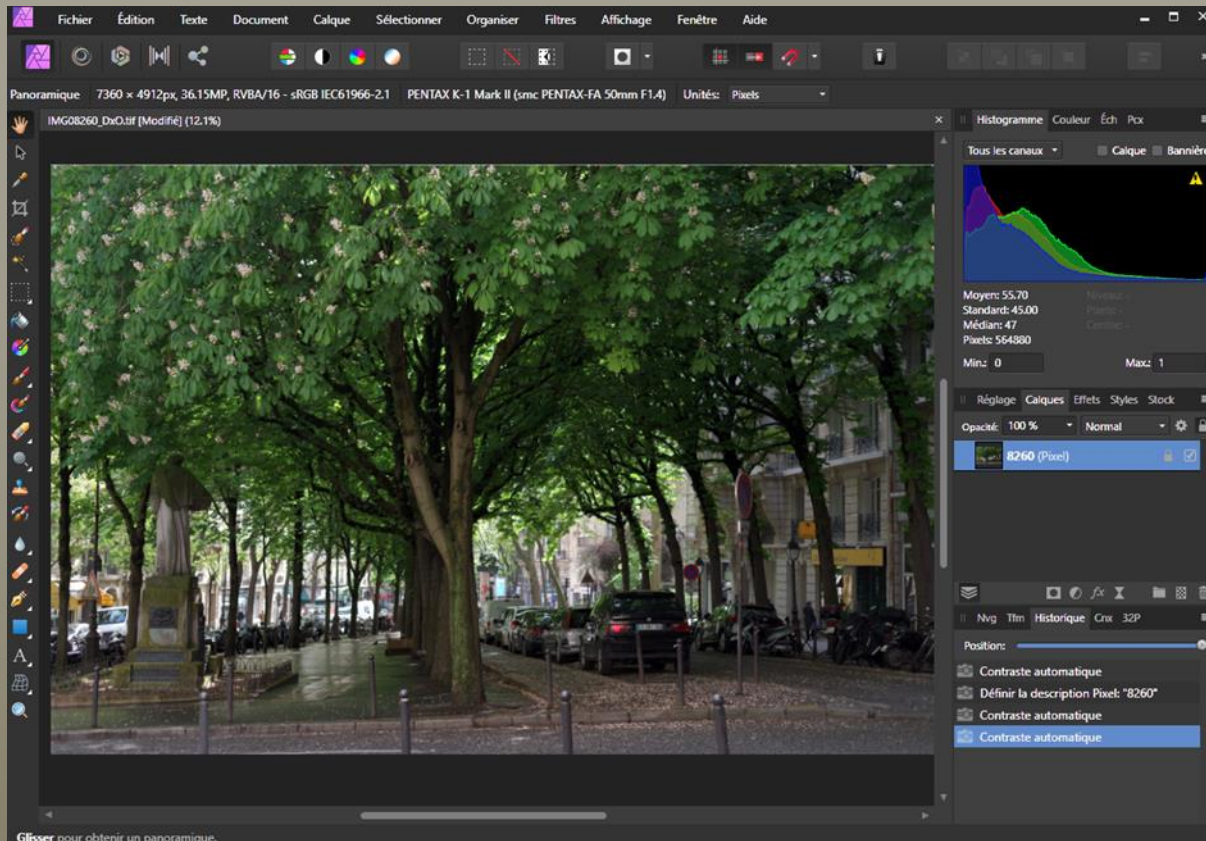 Fichier Édition Texte Document Calque Sélectionner Organiser Filtres Affichage Fenêtre Aide
Panoramique 7360 × 4912px, 36.15MP, RVBA/16 - sRGB IEC61966-2.1 PENTAX K-1 Mark II (smc PENTAX-FA 50mm F1.4) Unités: Pixels
IMG08260_DxO.tif [Modifié] (12.1%)
Histogramme Couleur Éch Pcx
Tous les canaux Calque Bannière
Moyen: 55.70 Niveau: -
Standard: 45.00 Pixels: -
Médian: 47 Centile: -
Pixels: 564880
Min.: 0 Max.: 1
Réglage Calques Effets Styles Stock
Opacité: 100 % Normal
8260 (Pixel)
Nvg Tfm Historique Cnx 32P
Position:
Contraste automatique
Définir la description Pixel: "8260"
Contraste automatique
Contraste automatique
Glisser pour obtenir un panoramique.